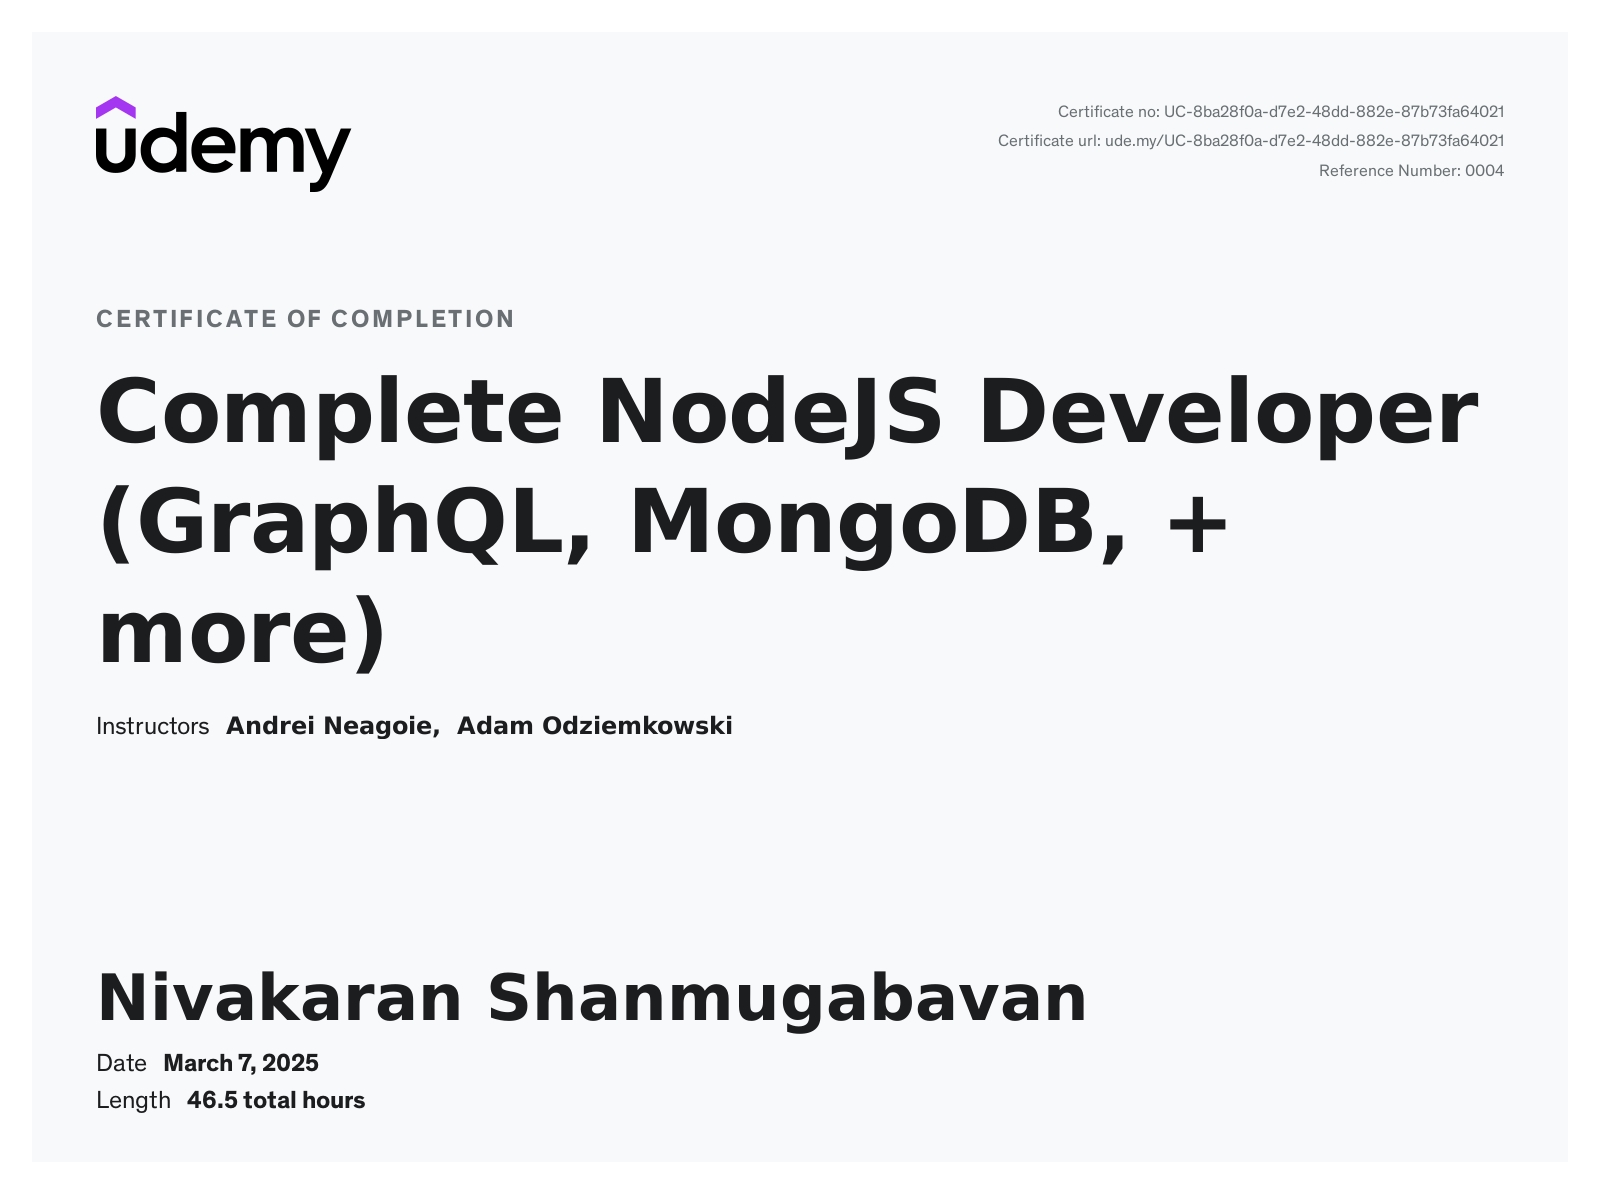 udemy
Certificate no: UC-8ba28f0a-d7e2-48dd-882e-87b73fa64021
Certificate url: ude.my/UC-8ba28f0a-d7e2-48dd-882e-87b73fa64021
Reference Number: 0004
CERTIFICATE OF COMPLETION
Complete NodeJS Developer
(GraphQL, MongoDB, +
more)
Instructors Andrei Neagoie, Adam Odziemkowski
Nivakaran Shanmugabavan
Date March 7, 2025
Length 46.5 total hours